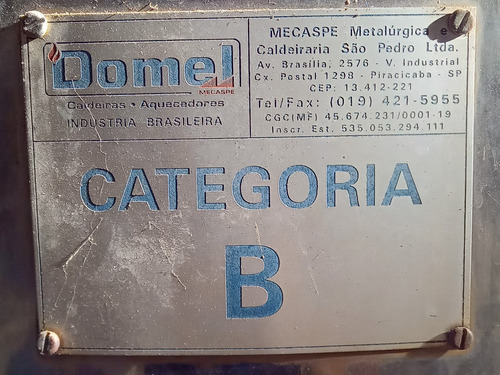 Domel
MECASPE
Caldeiras • Aquecedores
INDÚSTRIA BRASILEIRA
MECASPE Metalúrgica e
Caldeiraria São Pedro Ltda.
Av. Brasília, 2576 - V. Industrial
Cx. Postal 1298 - Piracicaba - SP
CEP: 13.412-221
Tel/Fax: (019) 421-5955
CGC(MF) 45.674.231/0001-19
Inscr. Est. 535.053.294.111
CATEGORIA
B